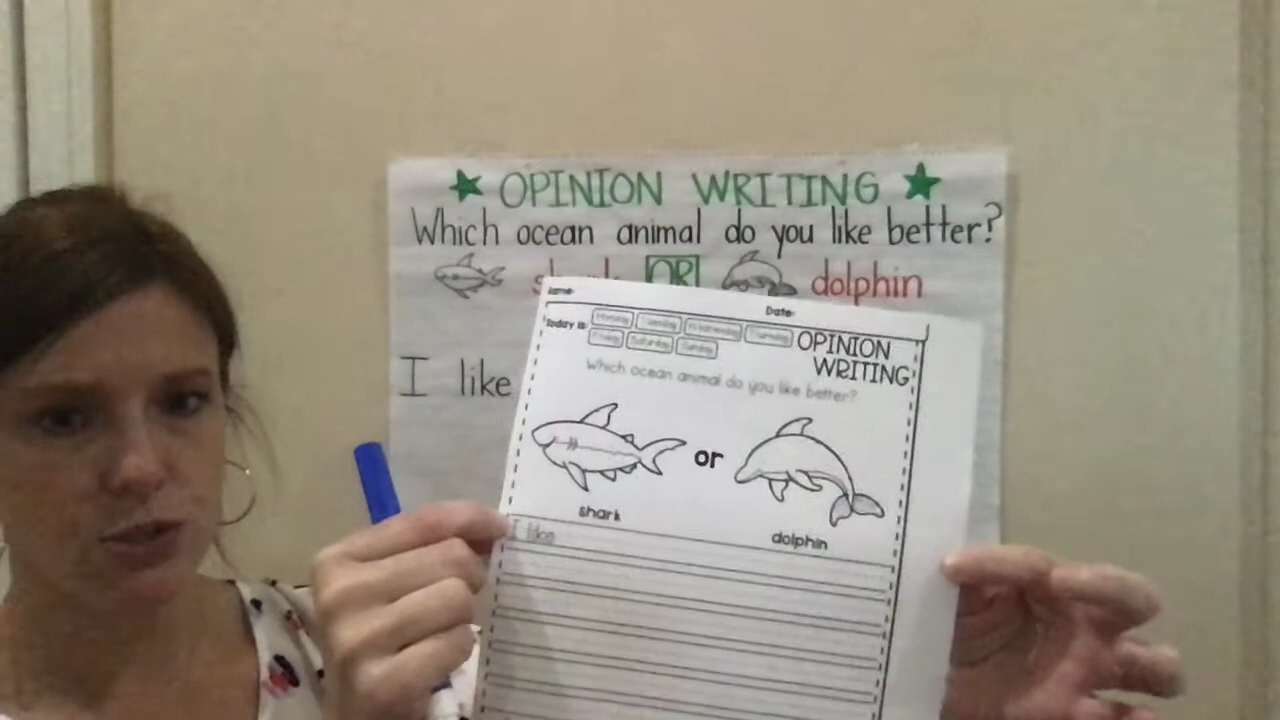 OPINION WRITING
Which ocean animal do you like better?
shark OR dolphin
I like
Name:
Date:
Today is: Monday Tuesday Wednesday Thursday
Friday Saturday Sunday
OPINION
WRITING
Which ocean animal do you like better?
or
shark
dolphin
I like